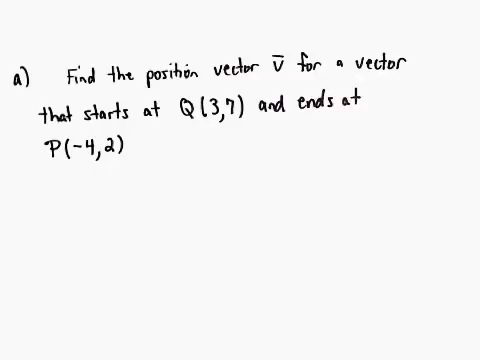 a) Find the position vector v̄ for a vector
that starts at Q(3,7) and ends at
P(-4,2)